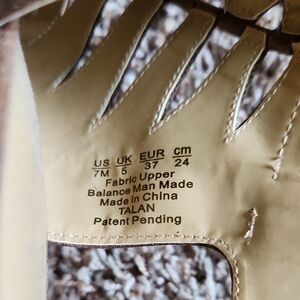 US UK EUR cm
7M 5 37 24
Fabric Upper
Balance Man Made
Made in China
TALAN
Patent Pending